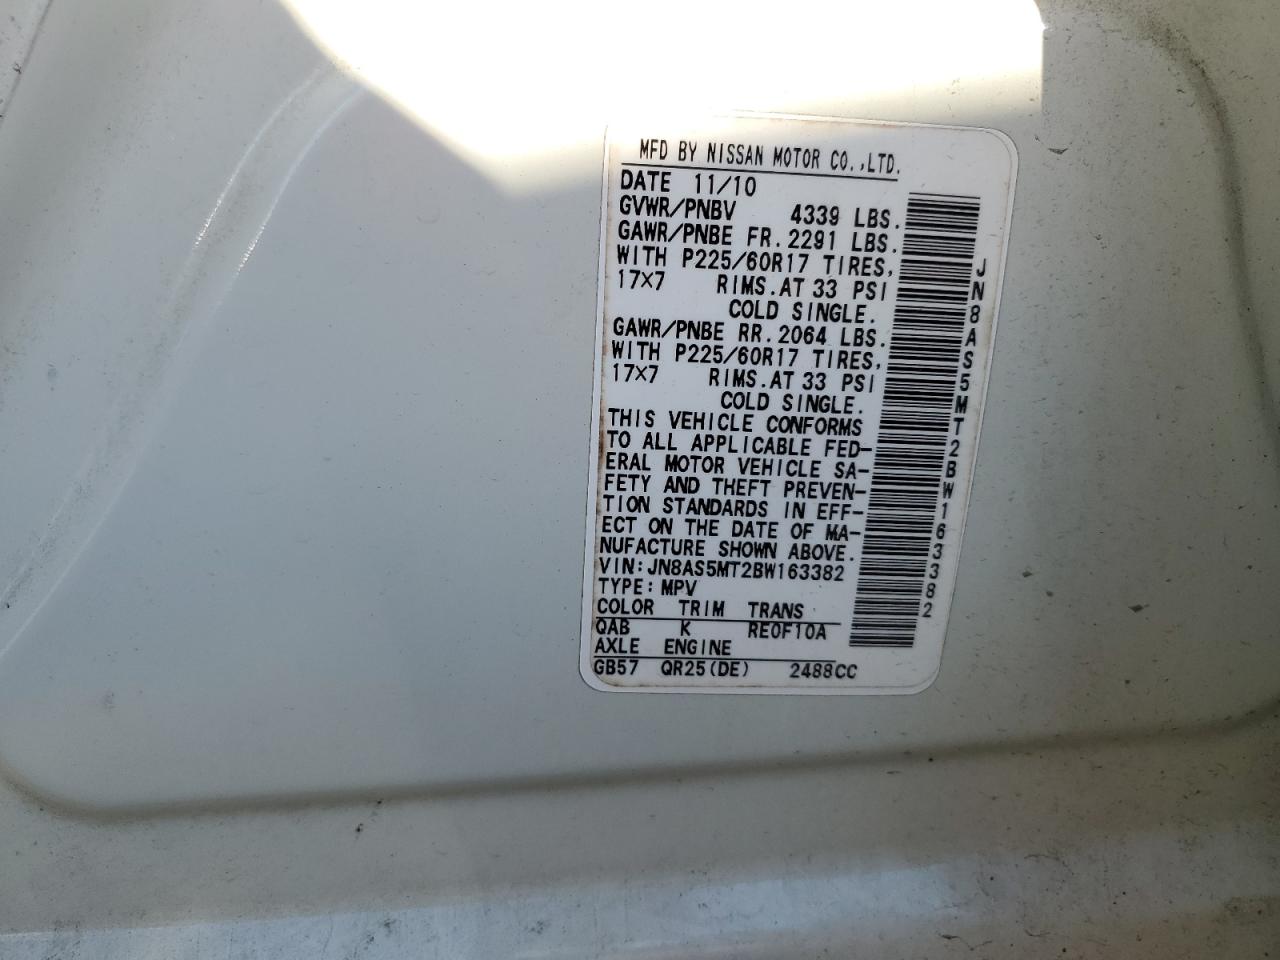 MFD BY NISSAN MOTOR CO.,LTD.
DATE 11/10
GVWR/PNBV 4339 LBS.
GAWR/PNBE FR. 2291 LBS.
WITH P225/60R17 TIRES,
17×7 RIMS. AT 33 PSI
COLD SINGLE.
GAWR/PNBE RR. 2064 LBS.
WITH P225/60R17 TIRES,
17×7 RIMS. AT 33 PSI
COLD SINGLE.
THIS VEHICLE CONFORMS
TO ALL APPLICABLE FED-
ERAL MOTOR VEHICLE SA-
FETY AND THEFT PREVEN-
TION STANDARDS IN EFF-
ECT ON THE DATE OF MA-
NUFACTURE SHOWN ABOVE.
VIN: JN8AS5MT2BW163382
TYPE: MPV
COLOR TRIM TRANS
QAB K RE0F10A
AXLE ENGINE
GB57 QR25(DE) 2488CC
JN8AS5MT2BW163382